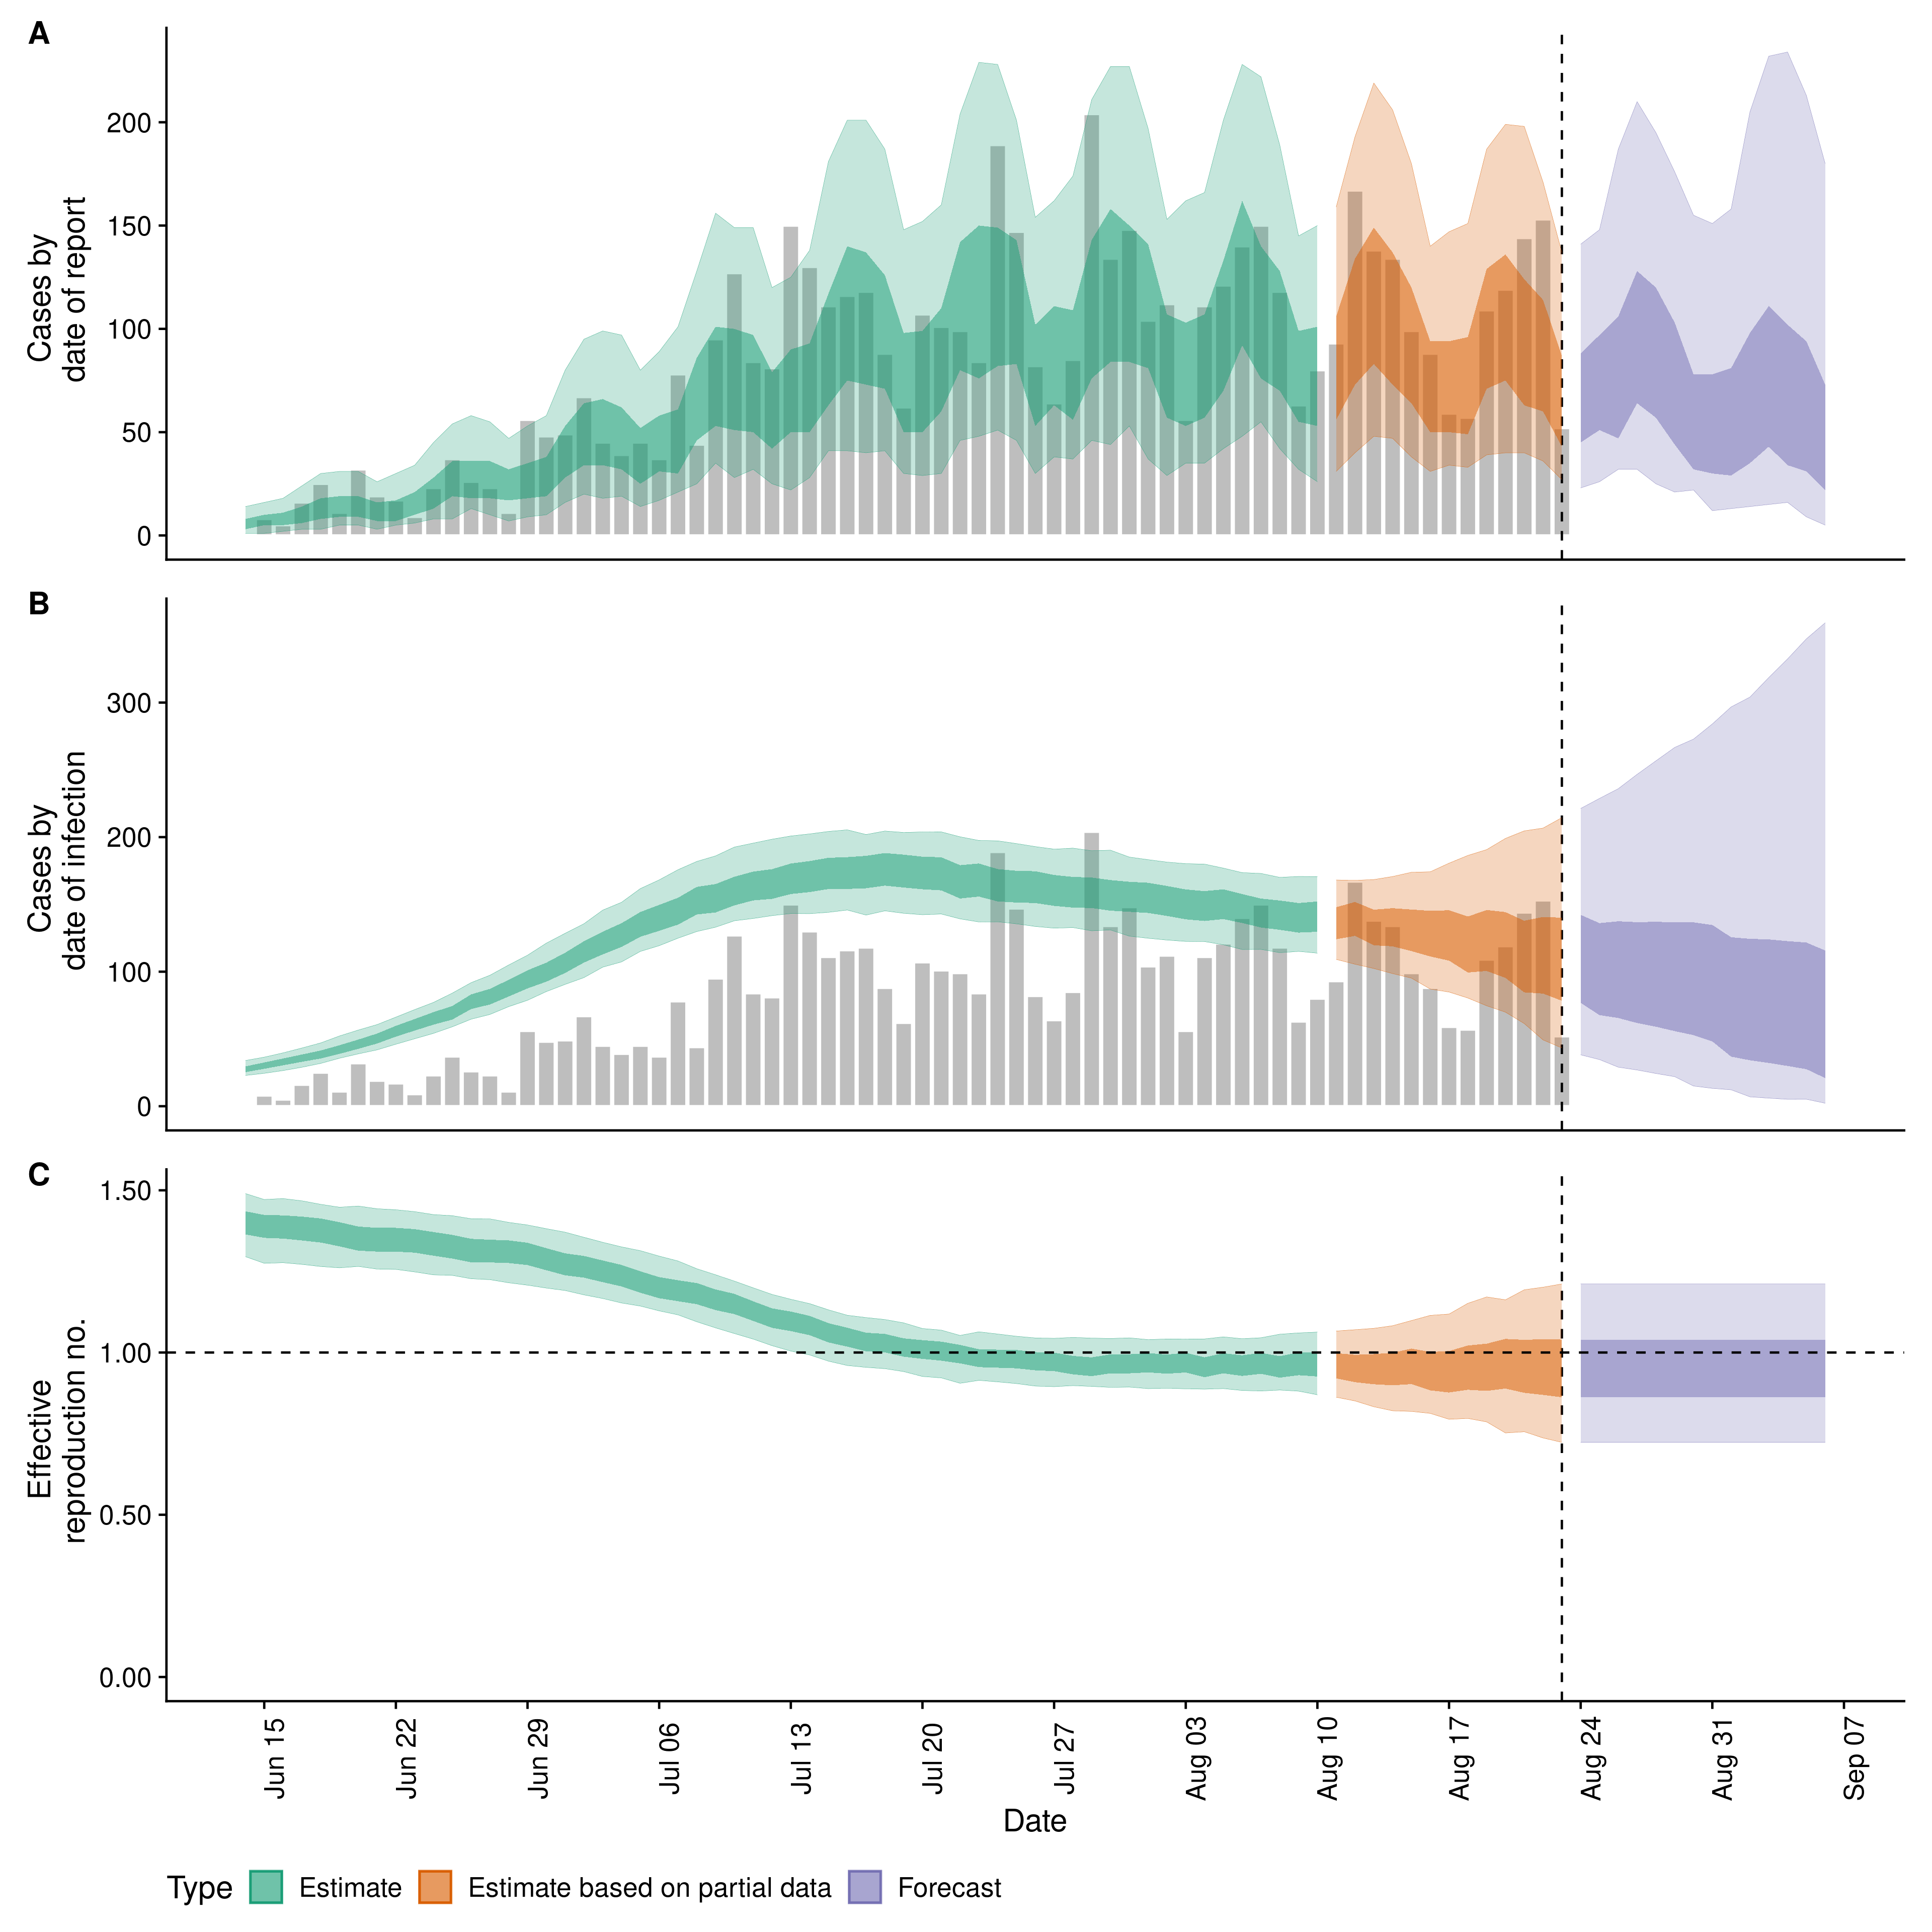 A
Cases by
date of report
200
150
100
50
0
B
Cases by
date of infection
300
200
100
0
C
Effective
reproduction no.
1.50
1.00
0.50
0.00
Jun 15
Jun 22
Jun 29
Jul 06
Jul 13
Jul 20
Jul 27
Aug 03
Aug 10
Aug 17
Aug 24
Aug 31
Sep 07
Date
Type
Estimate
Estimate based on partial data
Forecast